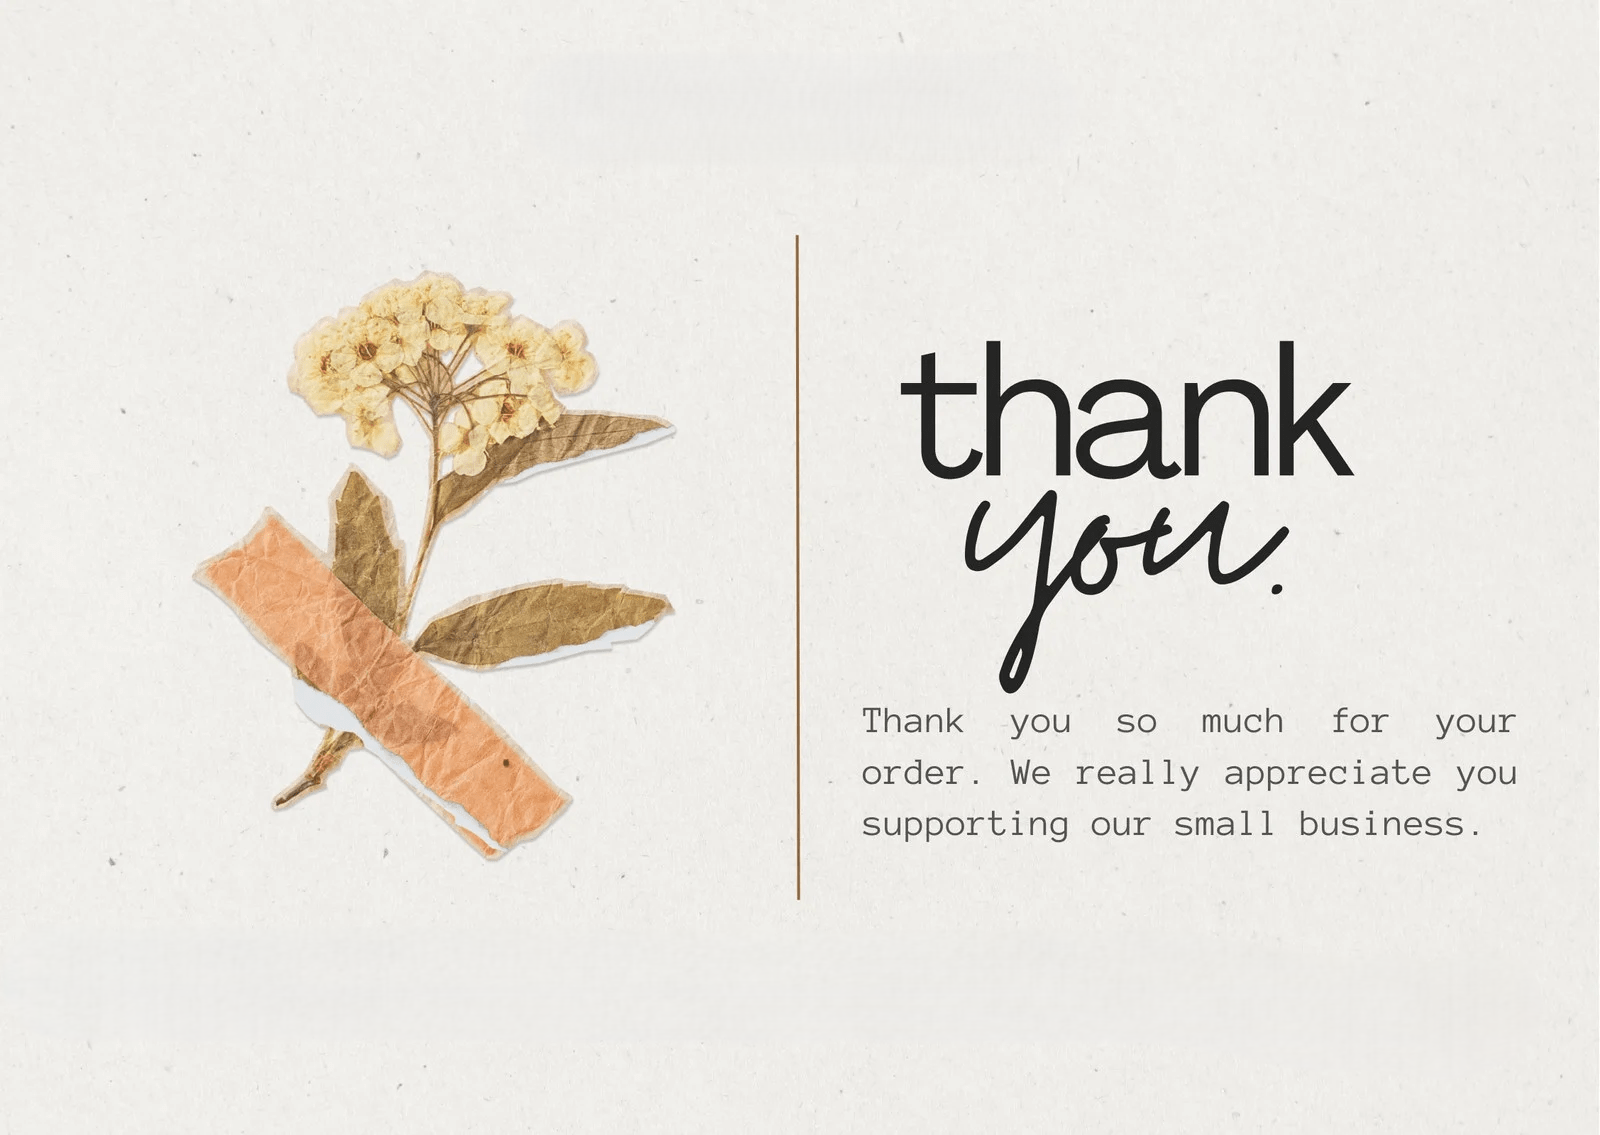 thank
you.
Thank you so much for your
order. We really appreciate you
supporting our small business.